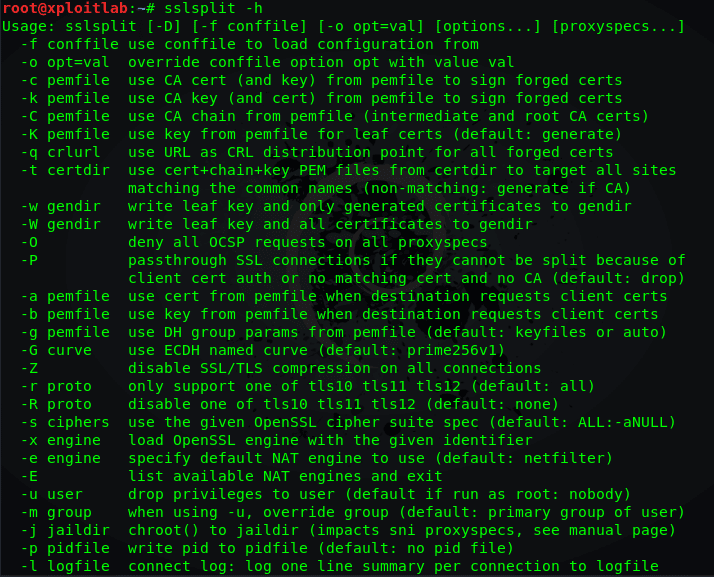 root@xploitlab:~# sslsplit -h
Usage: sslsplit [-D] [-f conffile] [-o opt=val] [options...] [proxyspecs...]
  -f conffile use conffile to load configuration from
  -o opt=val  override conffile option opt with value val
  -c pemfile  use CA cert (and key) from pemfile to sign forged certs
  -k pemfile  use CA key (and cert) from pemfile to sign forged certs
  -C pemfile  use CA chain from pemfile (intermediate and root CA certs)
  -K pemfile  use key from pemfile for leaf certs (default: generate)
  -q crlurl   use URL as CRL distribution point for all forged certs
  -t certdir  use cert+chain+key PEM files from certdir to target all sites
              matching the common names (non-matching: generate if CA)
  -w gendir   write leaf key and only generated certificates to gendir
  -W gendir   write leaf key and all certificates to gendir
  -O          deny all OCSP requests on all proxyspecs
  -P          passthrough SSL connections if they cannot be split because of
              client cert auth or no matching cert and no CA (default: drop)
  -a pemfile  use cert from pemfile when destination requests client certs
  -b pemfile  use key from pemfile when destination requests client certs
  -g pemfile  use DH group params from pemfile (default: keyfiles or auto)
  -G curve    use ECDH named curve (default: prime256v1)
  -Z          disable SSL/TLS compression on all connections
  -r proto    only support one of tls10 tls11 tls12 (default: all)
  -R proto    disable one of tls10 tls11 tls12 (default: none)
  -s ciphers  use the given OpenSSL cipher suite spec (default: ALL:-aNULL)
  -x engine   load OpenSSL engine with the given identifier
  -e engine   specify default NAT engine to use (default: netfilter)
  -E          list available NAT engines and exit
  -u user     drop privileges to user (default if run as root: nobody)
  -m group    when using -u, override group (default: primary group of user)
  -j jaildir  chroot() to jaildir (impacts sni proxyspecs, see manual page)
  -p pidfile  write pid to pidfile (default: no pid file)
  -l logfile  connect log: log one line summary per connection to logfile